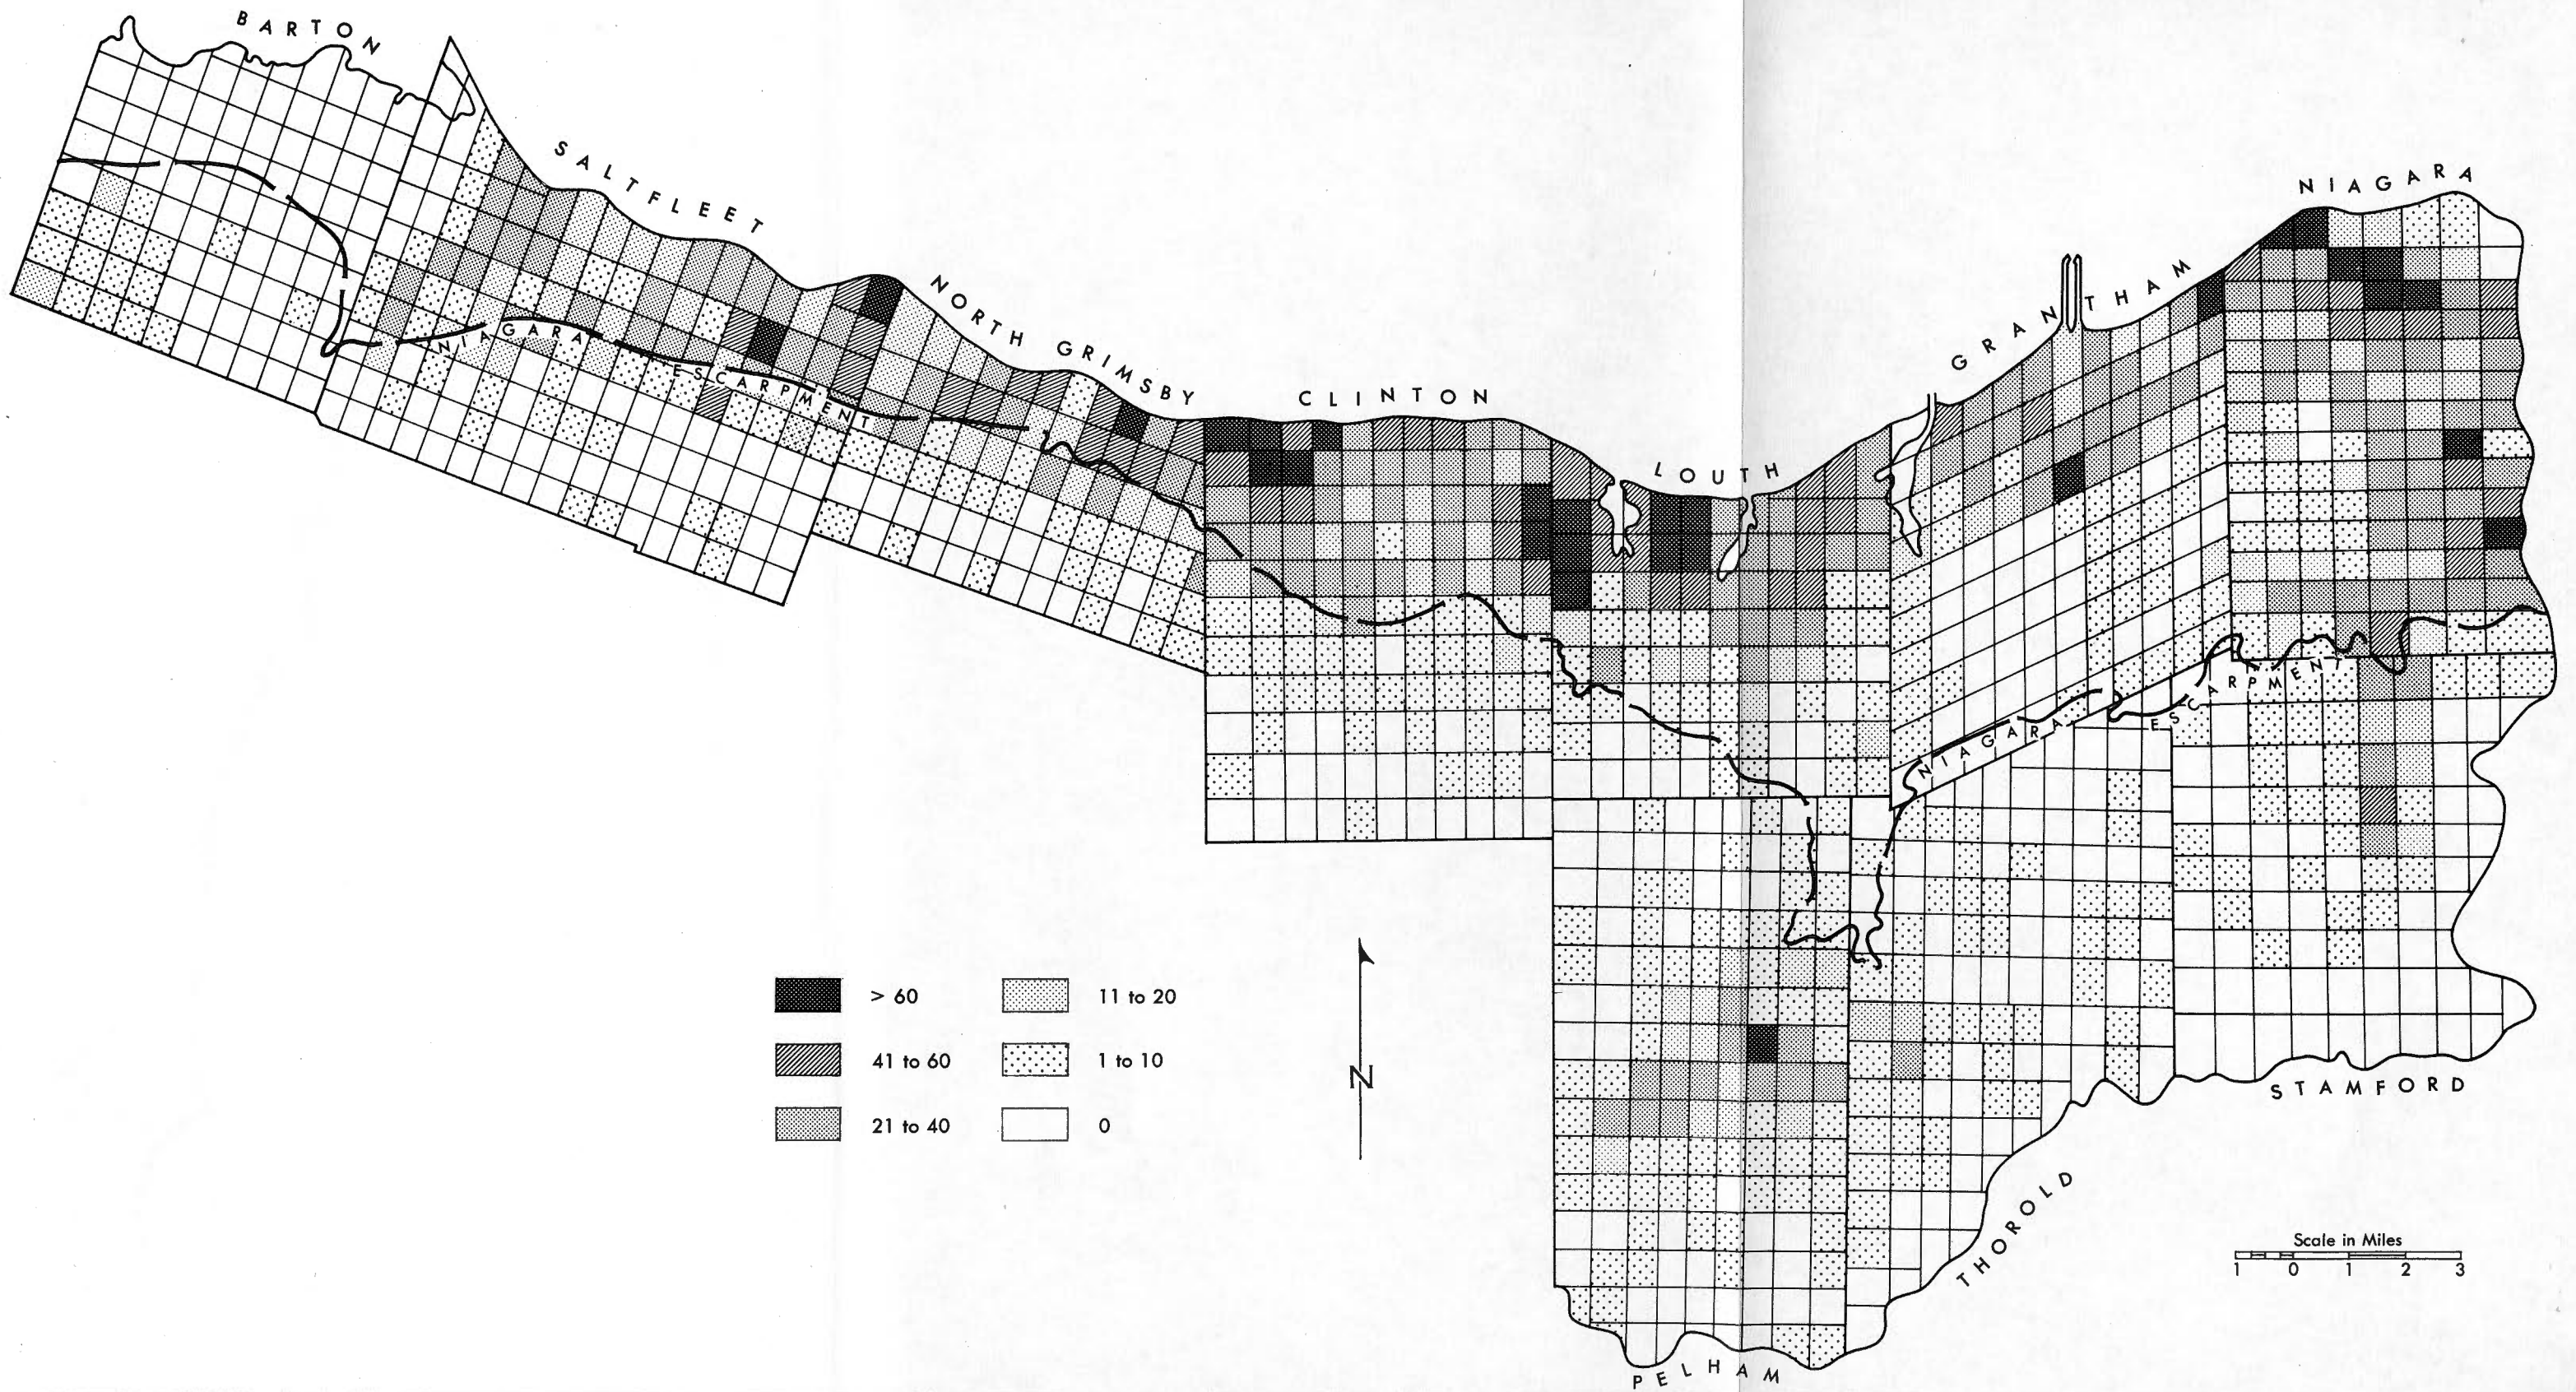 BARTON
SALTFLEET
NORTH GRIMSBY
CLINTON
LOUTH
GRANTHAM
NIAGARA
NIAGARA
ESCARPMENT
NIAGARA
ESCARPMENT
> 60
11 to 20
41 to 60
1 to 10
21 to 40
0
N
STAMFORD
THOROLD
PELHAM
Scale in Miles
1 0 1 2 3